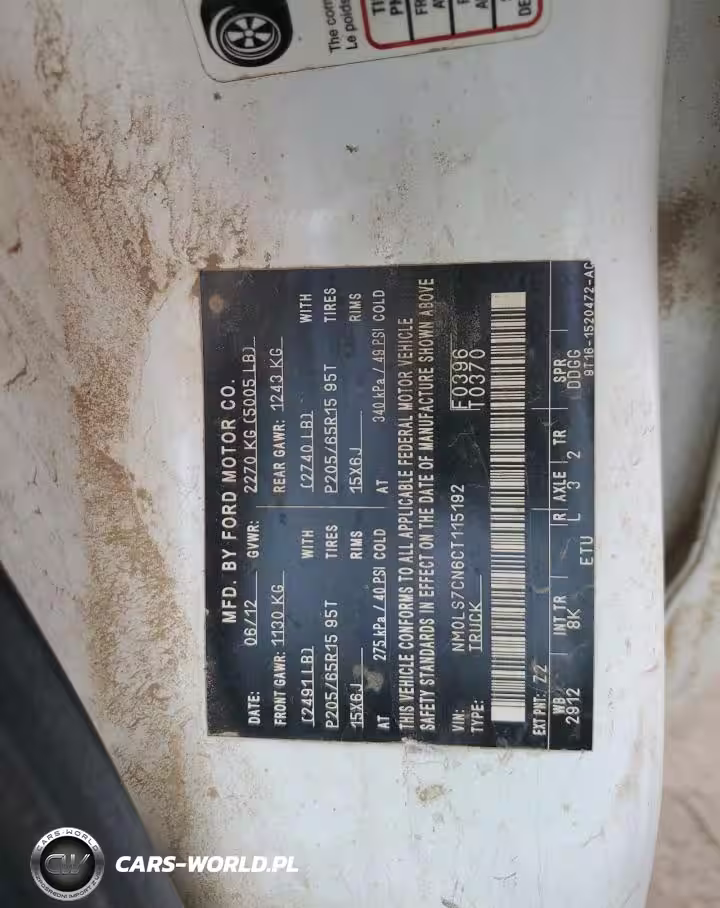 The com
Le poids
MFD. BY FORD MOTOR CO.
DATE: 06/12 GVWR: 2270 KG (5005 LB)
FRONT GAWR: 1130 KG REAR GAWR: 1243 KG
(2491 LB) WITH (2740 LB) WITH
P205/65R15 95T TIRES P205/65R15 95T TIRES
15X6J RIMS 15X6J RIMS
AT 275 kPa / 40 PSI COLD AT 340 kPa / 49 PSI COLD
THIS VEHICLE CONFORMS TO ALL APPLICABLE FEDERAL MOTOR VEHICLE
SAFETY STANDARDS IN EFFECT ON THE DATE OF MANUFACTURE SHOWN ABOVE
VIN: NM0LS7CN6CT115192 F0396
TYPE: TRUCK T0370
EXT PNT: Z2
WB INT TR R AXLE TR SPR
2912 8K L 3 2 DDGG
ETU 9T16-1520472-AC
CARS-WORLD
CW
CARS-WORLD.PL